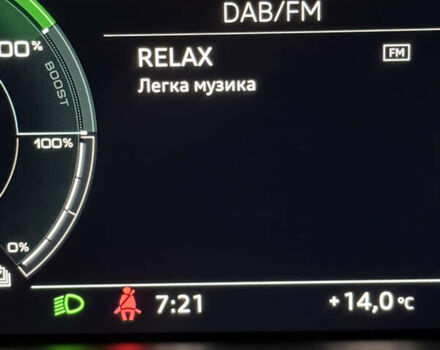 DAB/FM
RELAX
FM
Легка музика
00%
BOOST
100%
0%
7:21
+14,0°C